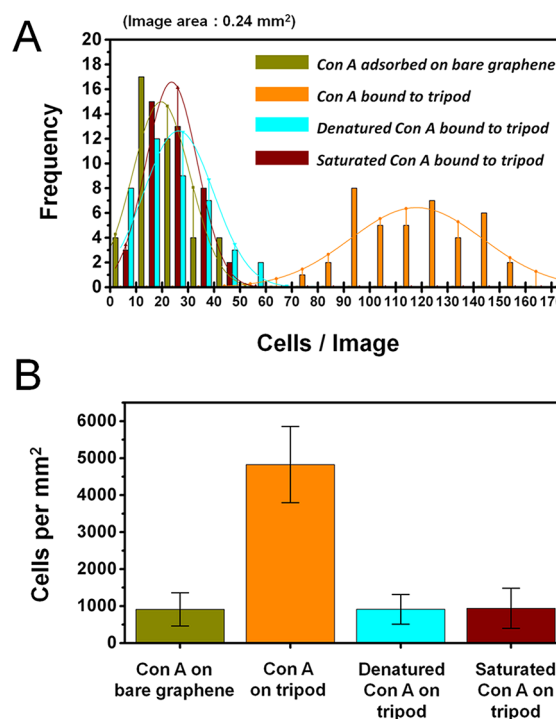 A
(Image area : 0.24 mm²)
Frequency
20
18
16
14
12
10
8
6
4
2
0
Con A adsorbed on bare graphene
Con A bound to tripod
Denatured Con A bound to tripod
Saturated Con A bound to tripod
0 10 20 30 40 50 60 70 80 90 100 110 120 130 140 150 160 170
Cells / Image
B
Cells per mm²
6000
5000
4000
3000
2000
1000
0
Con A on
bare graphene
Con A
on tripod
Denatured
Con A on
tripod
Saturated
Con A on
tripod